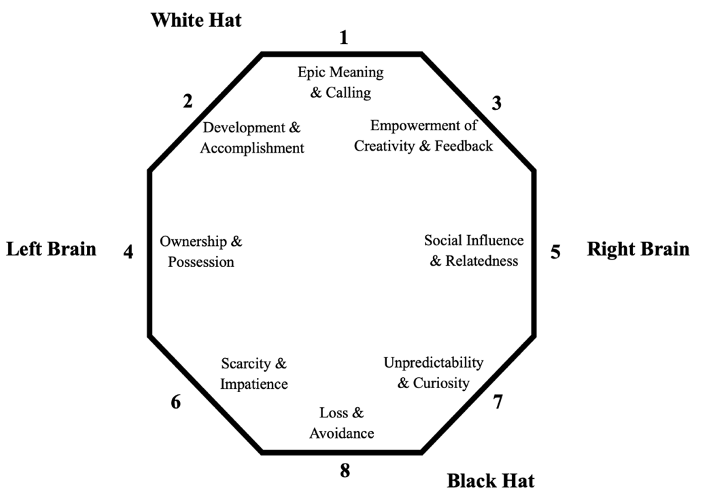 White Hat
1
Epic Meaning
& Calling
2
3
Development &
Accomplishment
Empowerment of
Creativity & Feedback
Left Brain
4
Ownership &
Possession
Social Influence
& Relatedness
5
Right Brain
Scarcity &
Impatience
Unpredictability
& Curiosity
6
7
Loss &
Avoidance
8
Black Hat